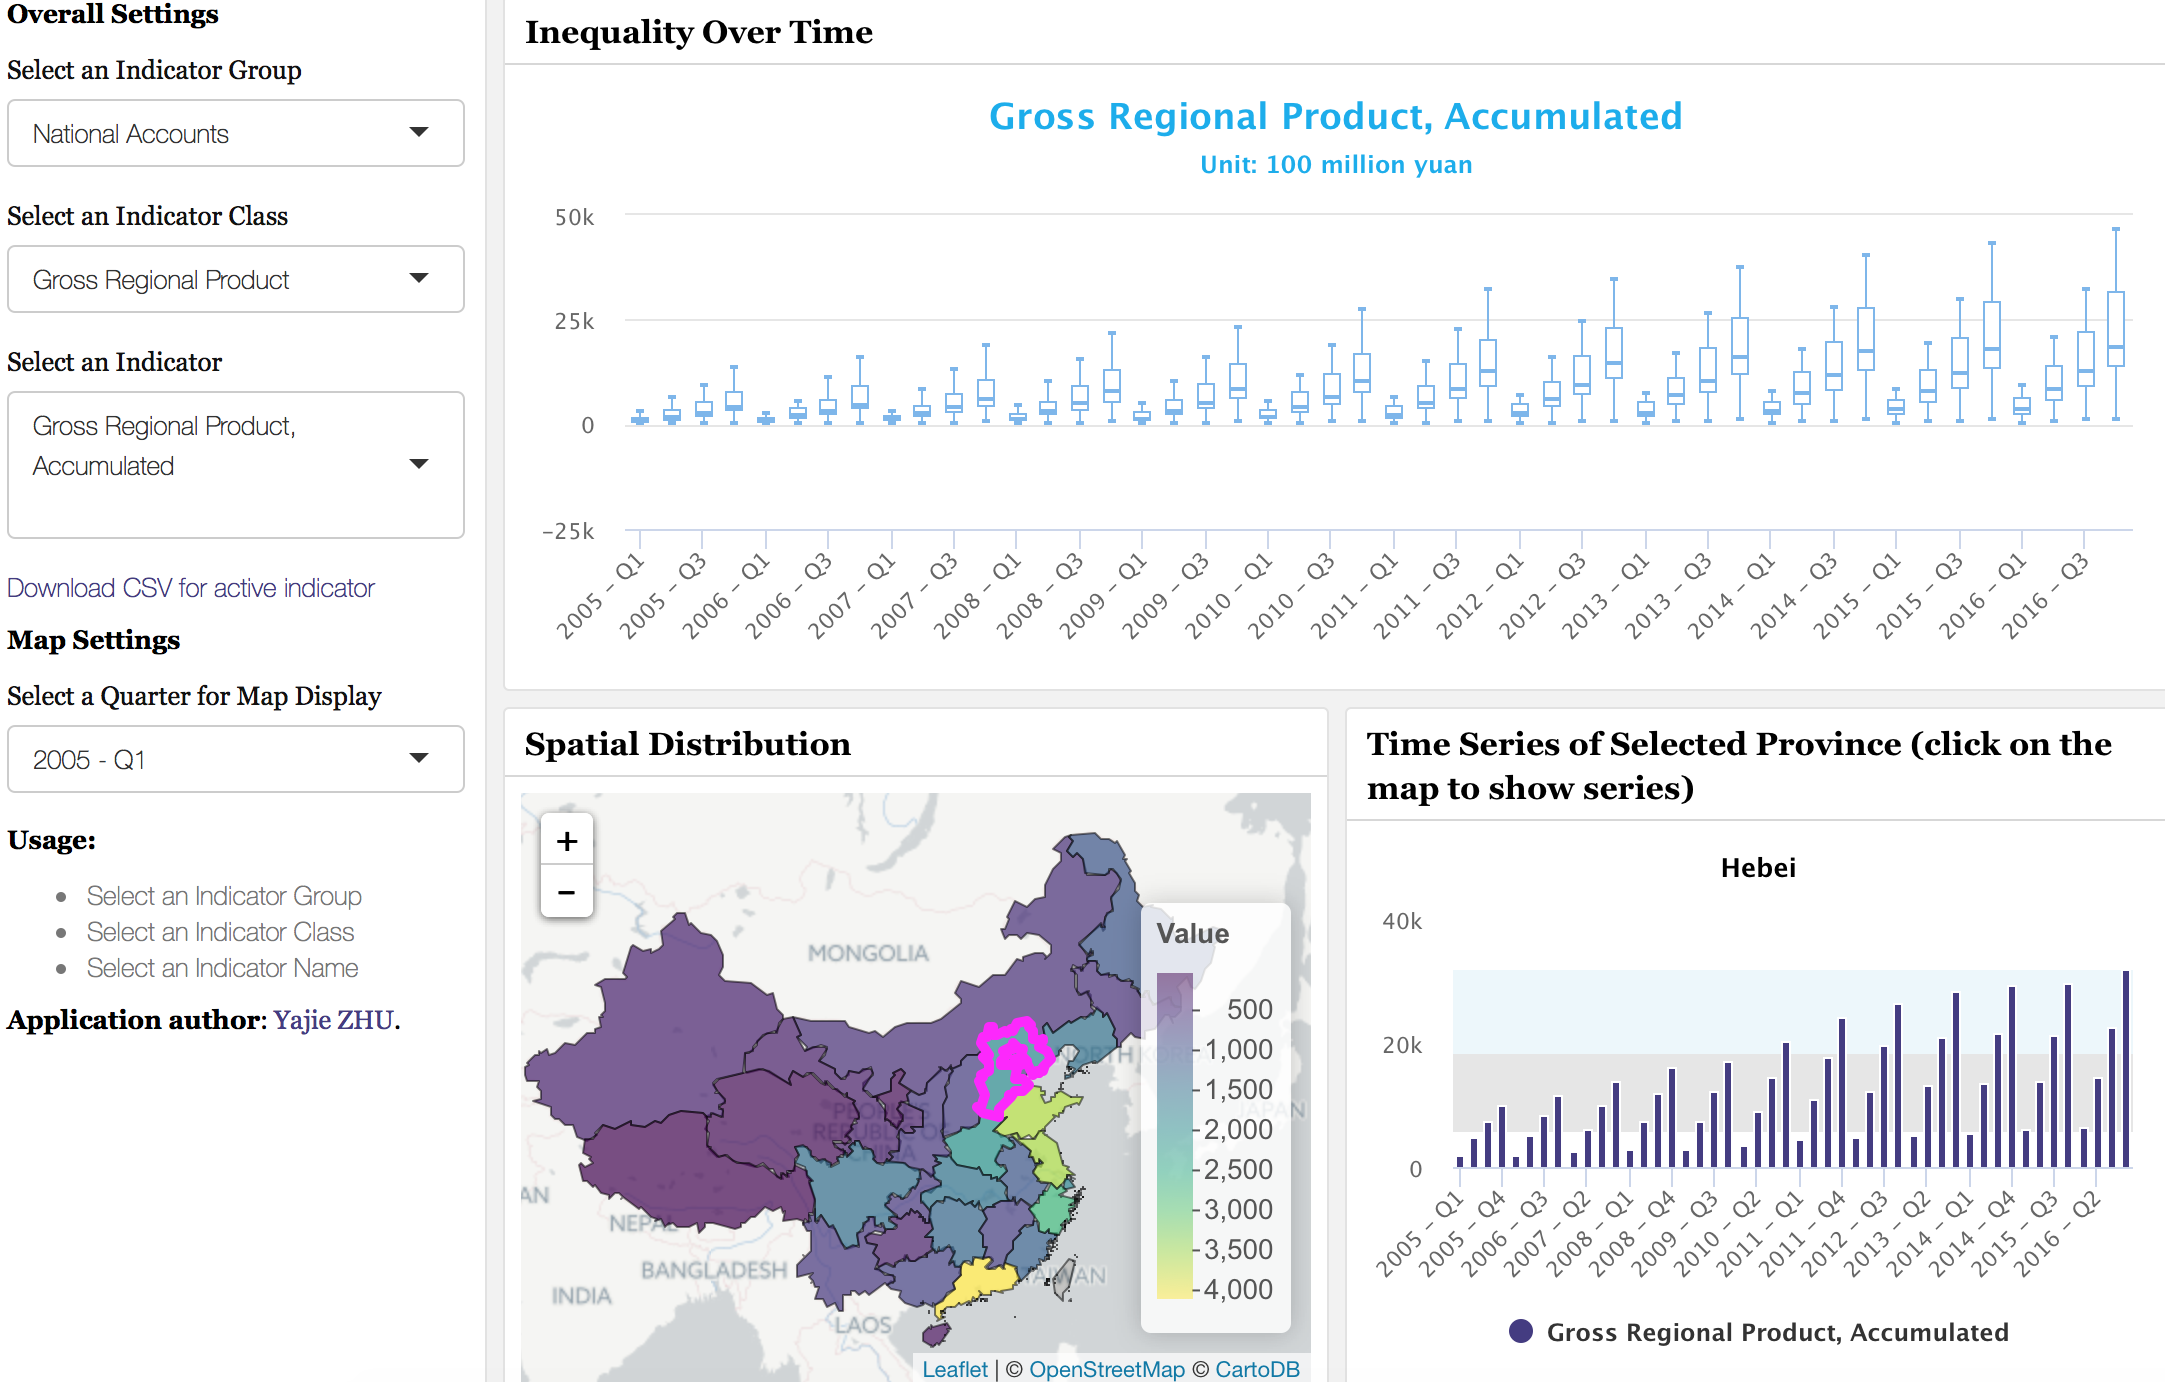 Overall Settings
Select an Indicator Group
National Accounts
Select an Indicator Class
Gross Regional Product
Select an Indicator
Gross Regional Product,
Accumulated
Download CSV for active indicator
Map Settings
Select a Quarter for Map Display
2005 - Q1
Usage:
Select an Indicator Group
Select an Indicator Class
Select an Indicator Name
Application author: Yajie ZHU.
Inequality Over Time
Gross Regional Product, Accumulated
Unit: 100 million yuan
50k
25k
0
-25k
2005 - Q1
2005 - Q3
2006 - Q1
2006 - Q3
2007 - Q1
2007 - Q3
2008 - Q1
2008 - Q3
2009 - Q1
2009 - Q3
2010 - Q1
2010 - Q3
2011 - Q1
2011 - Q3
2012 - Q1
2012 - Q3
2013 - Q1
2013 - Q3
2014 - Q1
2014 - Q3
2015 - Q1
2015 - Q3
2016 - Q1
2016 - Q3
Spatial Distribution
+
−
MONGOLIA
NORTH KOREA
JAPAN
PEOPLE'S
REPUBLIC OF
CHINA
AN
NEPAL
BANGLADESH
INDIA
LAOS
TAIWAN
Value
500
1,000
1,500
2,000
2,500
3,000
3,500
4,000
Leaflet | © OpenStreetMap © CartoDB
Time Series of Selected Province (click on the
map to show series)
Hebei
40k
20k
0
2005 - Q1
2005 - Q4
2006 - Q3
2007 - Q2
2008 - Q1
2008 - Q4
2009 - Q3
2010 - Q2
2011 - Q1
2011 - Q4
2012 - Q3
2013 - Q2
2014 - Q1
2014 - Q4
2015 - Q3
2016 - Q2
Gross Regional Product, Accumulated